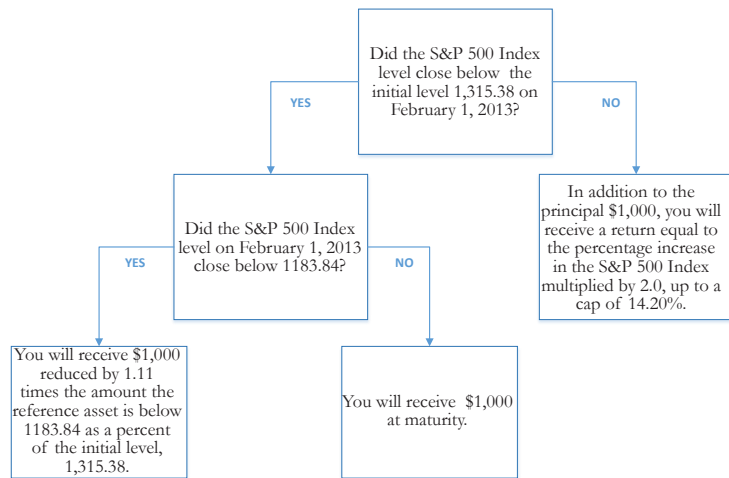 Did the S&P 500 Index
level close below the
initial level 1,315.38 on
February 1, 2013?
YES
NO
Did the S&P 500 Index
level on February 1, 2013
close below 1183.84?
In addition to the
principal $1,000, you will
receive a return equal to
the percentage increase
in the S&P 500 Index
multiplied by 2.0, up to a
cap of 14.20%.
YES
NO
You will receive $1,000
reduced by 1.11
times the amount the
reference asset is below
1183.84 as a percent
of the initial level,
1,315.38.
You will receive $1,000
at maturity.